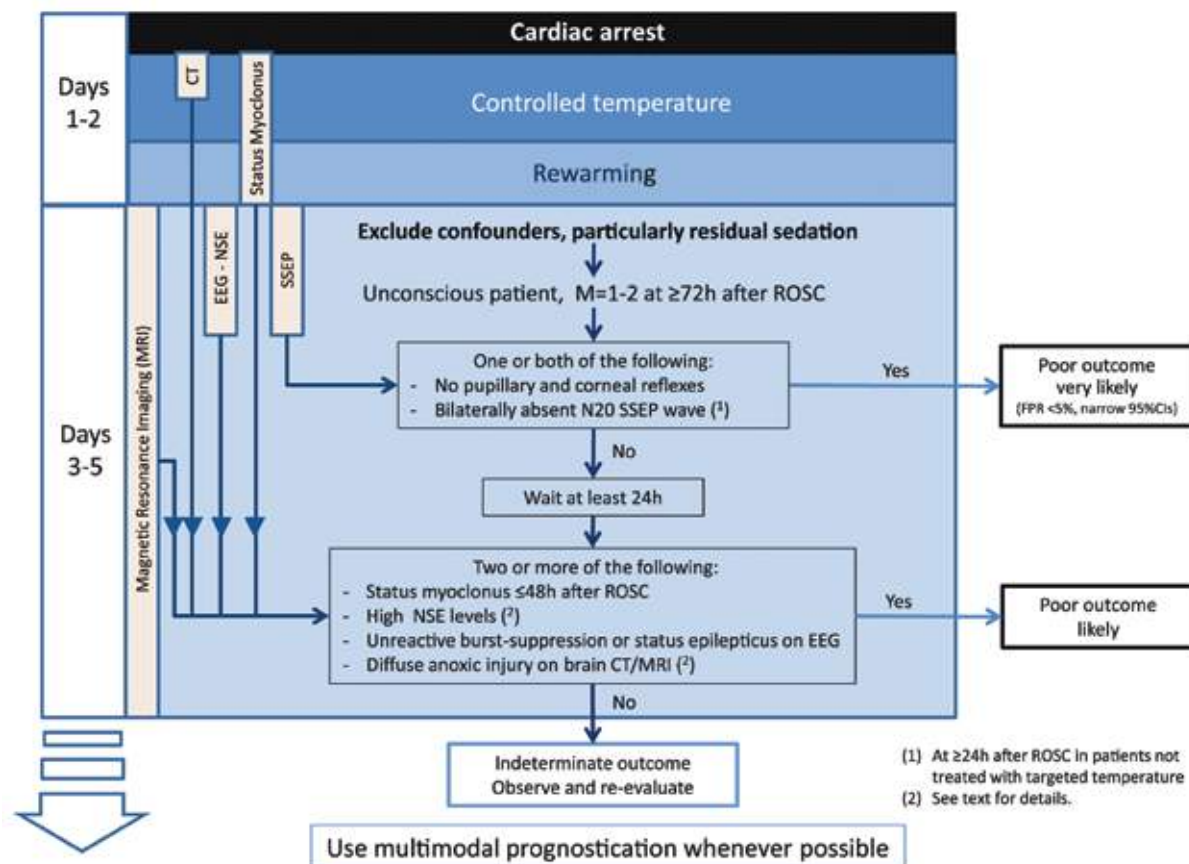 Cardiac arrest
Days
1-2
CT
Status Myoclonus
Controlled temperature
Rewarming
Days
3-5
Magnetic Resonance Imaging (MRI)
EEG - NSE
SSEP
Exclude confounders, particularly residual sedation
Unconscious patient, M=1-2 at ≥72h after ROSC
One or both of the following:
- No pupillary and corneal reflexes
- Bilaterally absent N20 SSEP wave (¹)
Yes
Poor outcome
very likely
(FPR <5%, narrow 95%CIs)
No
Wait at least 24h
Two or more of the following:
- Status myoclonus ≤48h after ROSC
- High NSE levels (²)
- Unreactive burst-suppression or status epilepticus on EEG
- Diffuse anoxic injury on brain CT/MRI (²)
Yes
Poor outcome
likely
No
Indeterminate outcome
Observe and re-evaluate
(1) At ≥24h after ROSC in patients not
treated with targeted temperature
(2) See text for details.
Use multimodal prognostication whenever possible